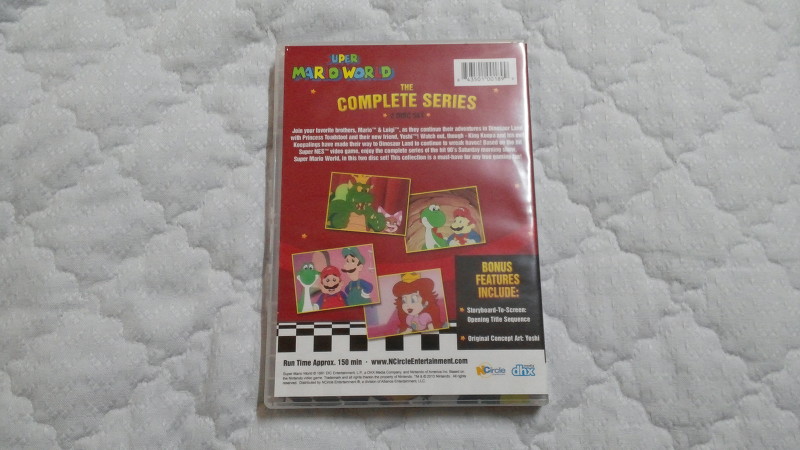 SUPER
MARIO WORLD
THE
COMPLETE SERIES
2 DISC SET
Join your favorite brothers, Mario™ & Luigi™, as they continue their adventures in Dinosaur Land
with Princess Toadstool and their new friend, Yoshi™! Watch out, though - King Koopa and his
Koopalings have made their way to Dinosaur Land to continue to wreak havoc! Based on the hit
Super NES™ video game, enjoy the complete series of the hit 90's Saturday morning
Super Mario World, in this fun disc set! This collection is a must-have for any true gaming fan!
BONUS
FEATURES
INCLUDE:
Storyboard-To-Screen:
Opening Title Sequence
Original Concept Art: Yoshi
Run Time Approx. 150 min • www.NCircleEntertainment.com
NCircle
dhx